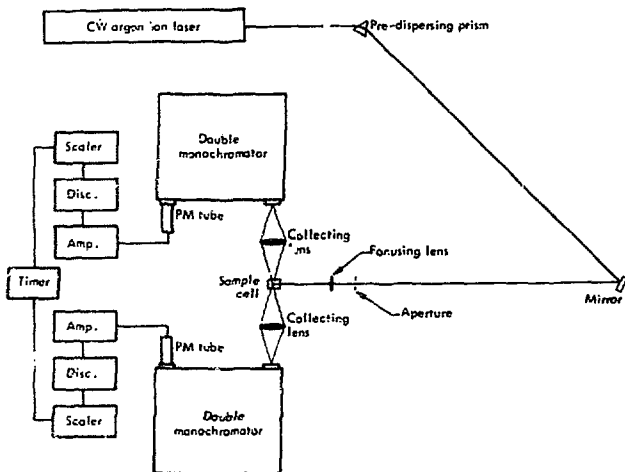 CW argon ion laser
Pre-dispersing prism
Double
monochromator
Scaler
Disc.
Amp.
PM tube
Collecting
lens
Focusing lens
Sample
cell
Timer
Mirror
Aperture
Amp.
Collecting
lens
PM tube
Disc.
Double
monochromator
Scaler